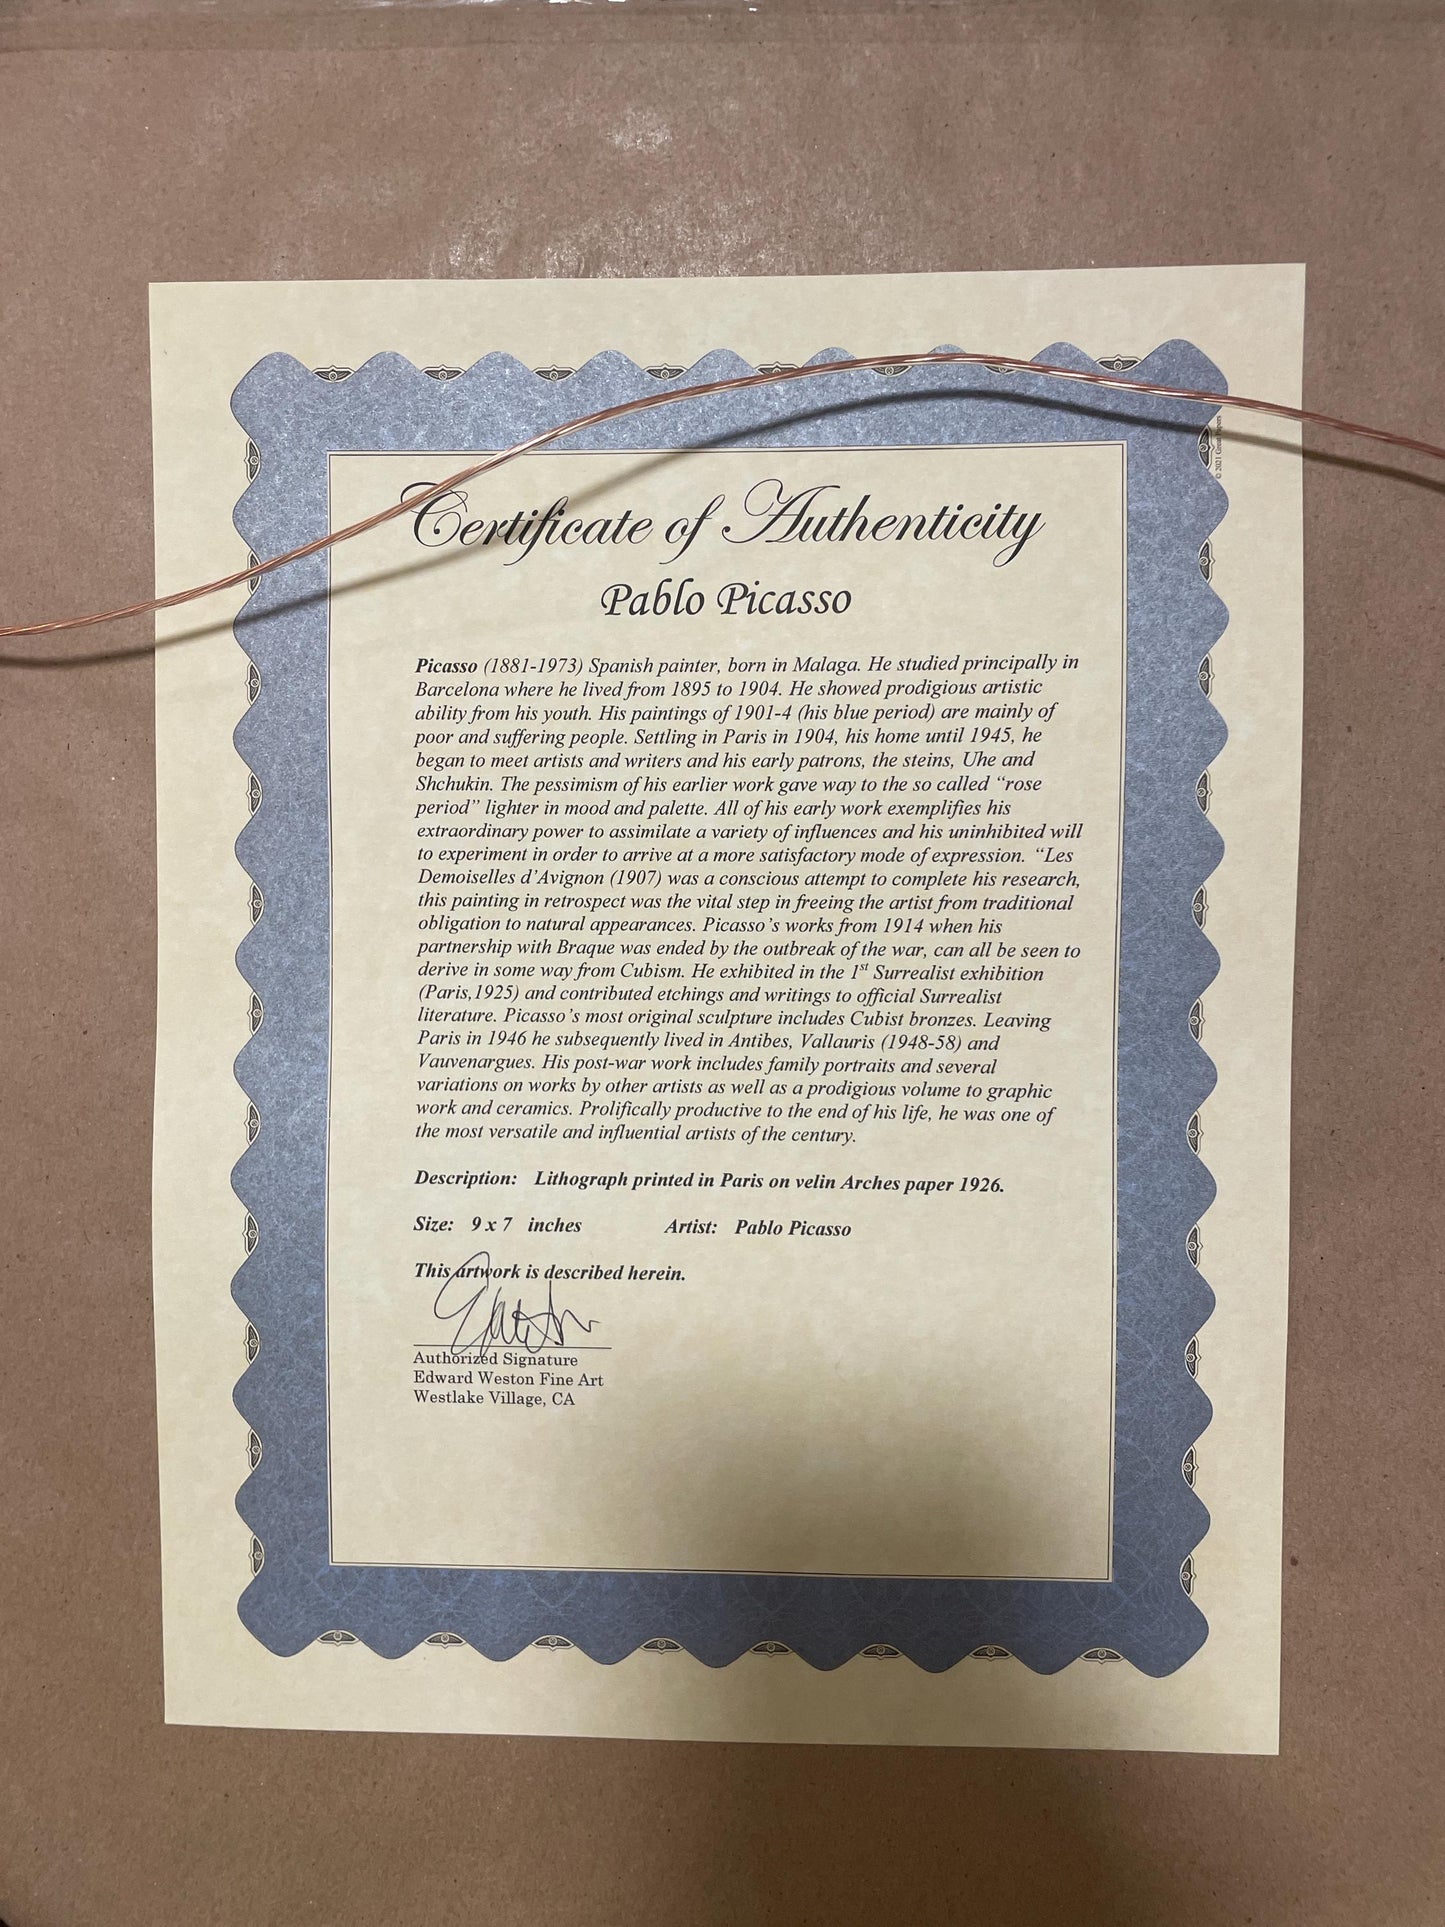 © 2021 Geographics
Certificate of Authenticity
Pablo Picasso
Picasso (1881-1973) Spanish painter, born in Malaga. He studied principally in
Barcelona where he lived from 1895 to 1904. He showed prodigious artistic
ability from his youth. His paintings of 1901-4 (his blue period) are mainly of
poor and suffering people. Settling in Paris in 1904, his home until 1945, he
began to meet artists and writers and his early patrons, the steins, Uhe and
Shchukin. The pessimism of his earlier work gave way to the so called “rose
period” lighter in mood and palette. All of his early work exemplifies his
extraordinary power to assimilate a variety of influences and his uninhibited will
to experiment in order to arrive at a more satisfactory mode of expression. “Les
Demoiselles d’Avignon (1907) was a conscious attempt to complete his research,
this painting in retrospect was the vital step in freeing the artist from traditional
obligation to natural appearances. Picasso’s works from 1914 when his
partnership with Braque was ended by the outbreak of the war, can all be seen to
derive in some way from Cubism. He exhibited in the 1st Surrealist exhibition
(Paris,1925) and contributed etchings and writings to official Surrealist
literature. Picasso’s most original sculpture includes Cubist bronzes. Leaving
Paris in 1946 he subsequently lived in Antibes, Vallauris (1948-58) and
Vauvenargues. His post-war work includes family portraits and several
variations on works by other artists as well as a prodigious volume to graphic
work and ceramics. Prolifically productive to the end of his life, he was one of
the most versatile and influential artists of the century.
Description: Lithograph printed in Paris on velin Arches paper 1926.
Size: 9 x 7 inches Artist: Pablo Picasso
This artwork is described herein.
Authorized Signature
Edward Weston Fine Art
Westlake Village, CA